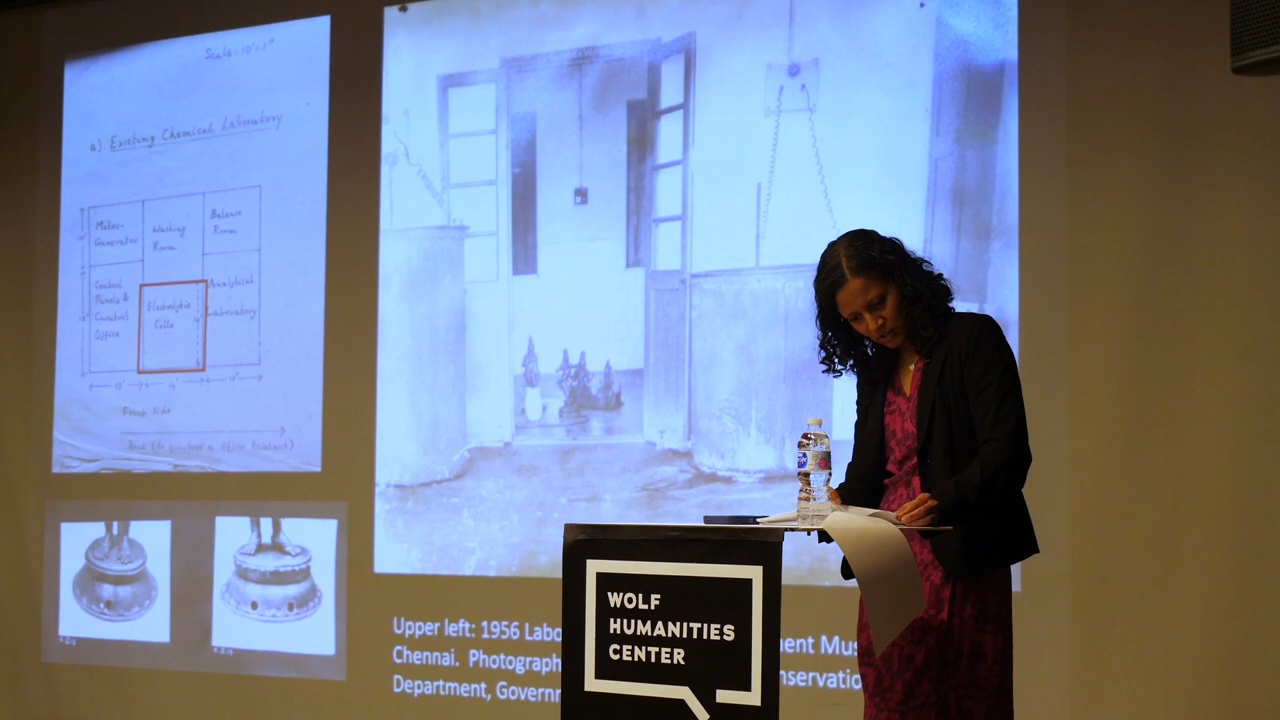 Scale: 10'=1"
a) Existing Chemical Laboratory
Motor-
Generator
Washing
Room
Balance
Room
Control
Panels &
Curator's
Office
Electrolytic
Cells
Analytical
Laboratory
Front Side
Upper left: 1956 Labo
ment Mus
Chennai. Photograph
nservatio
Department, Governm
WOLF
HUMANITIES
CENTER